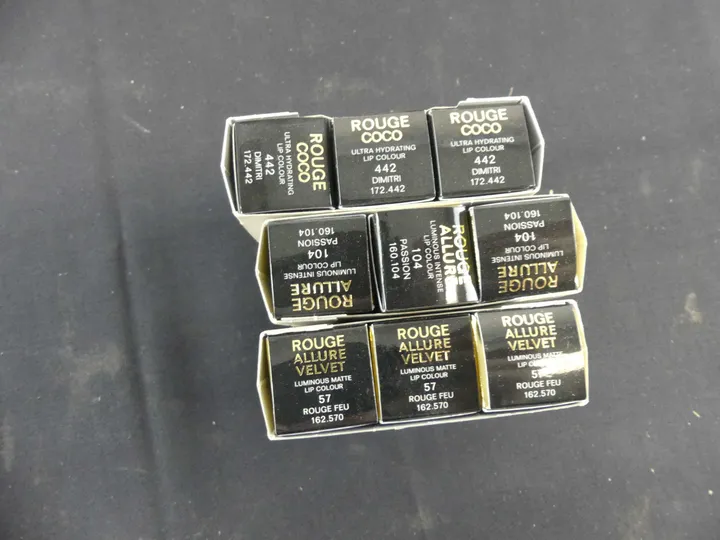 ROUGE
COCO
ULTRA HYDRATING
LIP COLOUR
442
DIMITRI
172.442
ROUGE
COCO
ULTRA HYDRATING
LIP COLOUR
442
DIMITRI
172.442
ROUGE
COCO
ULTRA HYDRATING
LIP COLOUR
442
DIMITRI
172.442
ROUGE
ALLURE
LUMINOUS INTENSE
LIP COLOUR
104
PASSION
160.104
ROUGE
ALLURE
LUMINOUS INTENSE
LIP COLOUR
104
PASSION
160.104
ROUGE
ALLURE
LUMINOUS INTENSE
LIP COLOUR
104
PASSION
160.104
ROUGE
ALLURE
VELVET
LUMINOUS MATTE
LIP COLOUR
57
ROUGE FEU
162.570
ROUGE
ALLURE
VELVET
LUMINOUS MATTE
LIP COLOUR
57
ROUGE FEU
162.570
ROUGE
ALLURE
VELVET
LUMINOUS MATTE
LIP COLOUR
57
ROUGE FEU
162.570